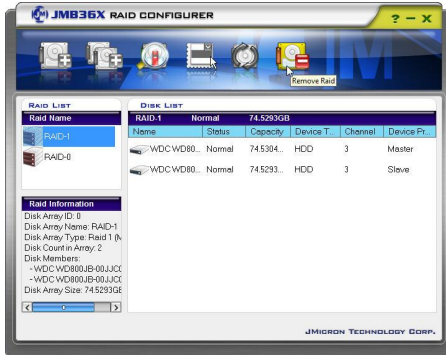 JMB36X RAID CONFIGURER
? - X
Remove Raid
RAID LIST
Raid Name
RAID-1
RAID-0
Raid Information
Disk Array ID: 0
Disk Array Name: RAID-1
Disk Array Type: Raid 1 (M
Disk Count in Array: 2
Disk Members:
- WDC WD800JB-00JJC0
- WDC WD800JB-00JJC0
Disk Array Size: 74.5293GB
DISK LIST
RAID-1 Normal 74.5293GB
Name Status Capacity Device T... Channel Device Pr...
WDC WD80... Normal 74.5304... HDD 3 Master
WDC WD80... Normal 74.5293... HDD 3 Slave
JMICRON TECHNOLOGY CORP.